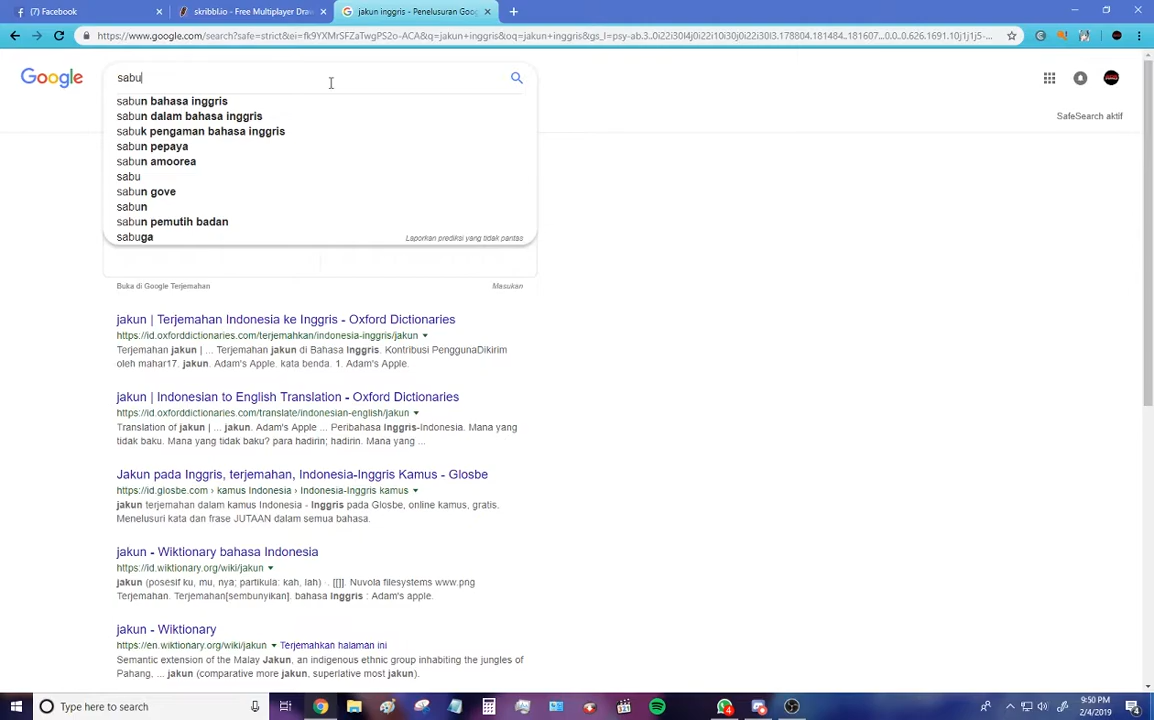 (7) Facebook
skribbl.io - Free Multiplayer Draw
jakun inggris - Penelusuran Goo
https://www.google.com/search?safe=strict&ei=fk9YXMrSFZaTwgPS2o-ACA&q=jakun+inggris&oq=jakun+inggris&gs_l=psy-ab.3..0i22i30l4j0i22i10i30j0i22i30l3.178804.181484..181607...0.0..0.626.1691.10j1j1j5-...
Google
sabu
sabun bahasa inggris
sabun dalam bahasa inggris
sabuk pengaman bahasa inggris
sabun pepaya
sabun amoorea
sabu
sabun gove
sabun
sabun pemutih badan
sabuga
Laporkan prediksi yang tidak pantas
SafeSearch aktif
Buka di Google Terjemahan
Masukan
jakun | Terjemahan Indonesia ke Inggris - Oxford Dictionaries
https://id.oxforddictionaries.com/terjemahkan/indonesia-inggris/jakun
Terjemahan jakun | ... Terjemahan jakun di Bahasa Inggris. Kontribusi PenggunaDikirim
oleh mahar17. jakun. Adam's Apple. kata benda. 1. Adam's Apple.
jakun | Indonesian to English Translation - Oxford Dictionaries
https://id.oxforddictionaries.com/translate/indonesian-english/jakun
Translation of jakun | ... jakun. Adam's Apple ... Peribahasa Inggris-Indonesia. Mana yang
tidak baku. Mana yang tidak baku? para hadirin; hadirin. Mana yang ...
Jakun pada Inggris, terjemahan, Indonesia-Inggris Kamus - Glosbe
https://id.glosbe.com › kamus Indonesia › Indonesia-Inggris kamus
jakun terjemahan dalam kamus Indonesia - Inggris pada Glosbe, online kamus, gratis.
Menelusuri kata dan frase JUTAAN dalam semua bahasa.
jakun - Wiktionary bahasa Indonesia
https://id.wiktionary.org/wiki/jakun
jakun (posesif ku, mu, nya; partikula: kah, lah) · . [[]]. Nuvola filesystems www.png
Terjemahan. Terjemahan[sembunyikan]. bahasa Inggris : Adam's apple.
jakun - Wiktionary
https://en.wiktionary.org/wiki/jakun Terjemahkan halaman ini
Semantic extension of the Malay Jakun, an indigenous ethnic group inhabiting the jungles of
Pahang. ... jakun (comparative more jakun, superlative most jakun).
Type here to search
4
9:50 PM
2/4/2019
1